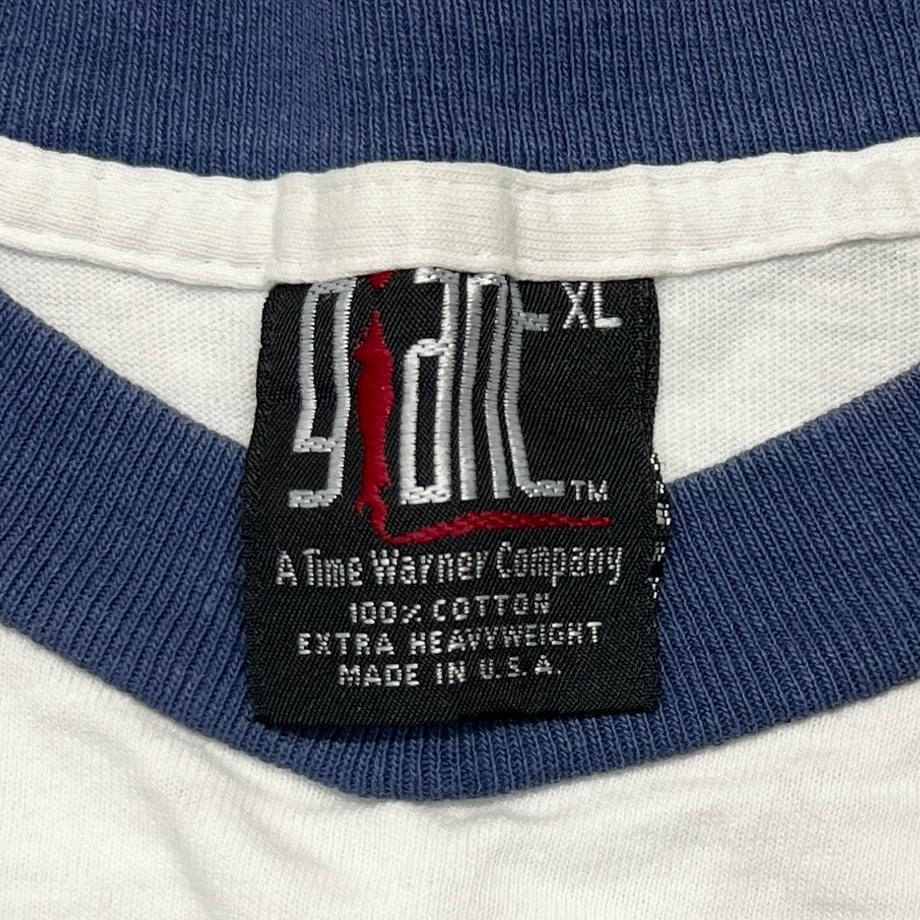 giant XL
TM
A Time Warner Company
100% COTTON
EXTRA HEAVYWEIGHT
MADE IN U.S.A.